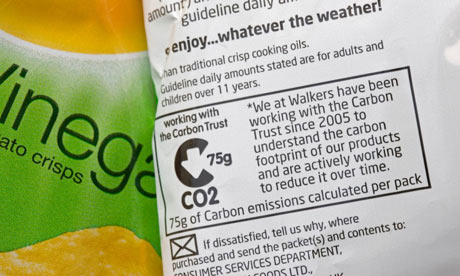 amount) a
guideline daily am
enjoy...whatever the weather!
than traditional crisp cooking oils.
Guideline daily amounts stated are for adults and
children over 11 years.
working with
the Carbon Trust
75g
CO2
*We at Walkers have been
working with the Carbon
Trust since 2005 to
understand the carbon
footprint of our products
and are actively working
to reduce it over time.
75g of Carbon emissions calculated per pack
If dissatisfied, tell us why, where
purchased and send the packet(s) and contents to:
CONSUMER SERVICES DEPARTMENT,
FOODS LTD.,
Vinega
ato crisps